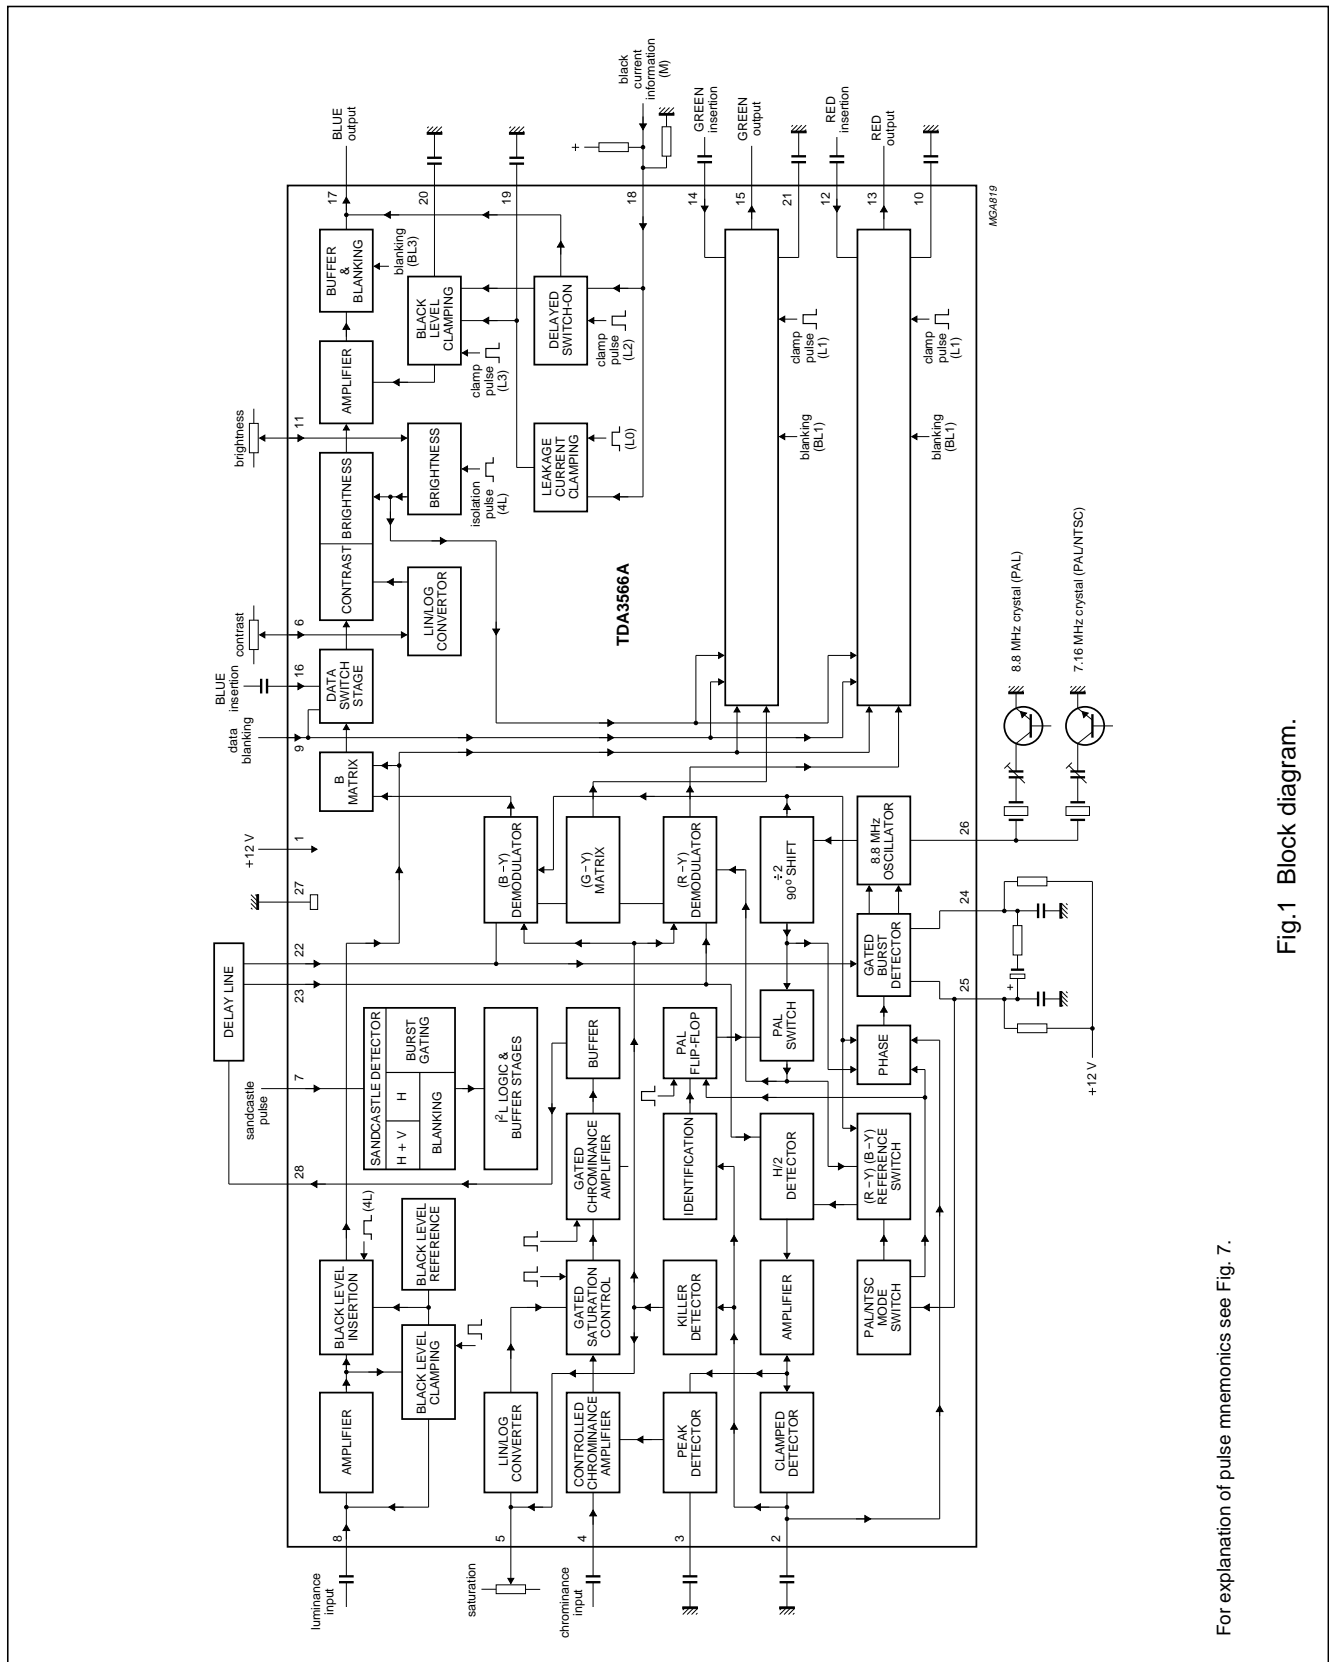 luminance
input
8
AMPLIFIER
BLACK LEVEL
CLAMPING
BLACK LEVEL
INSERTION
(4L)
BLACK LEVEL
REFERENCE
28
sandcastle
pulse
7
SANDCASTLE DETECTOR
H + V
H
BURST
GATING
BLANKING
I2L LOGIC &
BUFFER STAGES
DELAY LINE
23
22
27
+12 V
1
B
MATRIX
data
blanking
9
BLUE
insertion
16
DATA
SWITCH
STAGE
contrast
6
CONTRAST
BRIGHTNESS
LIN/LOG
CONVERTOR
brightness
11
BRIGHTNESS
isolation
pulse
(4L)
AMPLIFIER
BUFFER
&
BLANKING
blanking
(BL3)
17
BLUE
output
BLACK
LEVEL
CLAMPING
clamp
pulse
(L3)
20
19
DELAYED
SWITCH-ON
clamp
pulse
(L2)
LEAKAGE
CURRENT
CLAMPING
(L0)
18
+
black
current
information
(M)
TDA3566A
saturation
5
LIN/LOG
CONVERTER
chrominance
input
4
CONTROLLED
CHROMINANCE
AMPLIFIER
GATED
SATURATION
CONTROL
GATED
CHROMINANCE
AMPLIFIER
BUFFER
(B – Y)
DEMODULATOR
(G – Y)
MATRIX
(R – Y)
DEMODULATOR
3
PEAK
DETECTOR
KILLER
DETECTOR
IDENTIFICATION
PAL
FLIP-FLOP
PAL
SWITCH
÷2
90° SHIFT
2
CLAMPED
DETECTOR
AMPLIFIER
H/2
DETECTOR
PAL/NTSC
MODE
SWITCH
(R – Y) (B – Y)
REFERENCE
SWITCH
PHASE
GATED
BURST
DETECTOR
8.8 MHz
OSCILLATOR
25
24
26
+
+12 V
8.8 MHz crystal (PAL)
7.16 MHz crystal (PAL/NTSC)
blanking
(BL1)
clamp
pulse
(L1)
14
GREEN
insertion
15
GREEN
output
21
blanking
(BL1)
clamp
pulse
(L1)
12
RED
insertion
13
RED
output
10
MGA819
For explanation of pulse mnemonics see Fig. 7.
Fig.1 Block diagram.